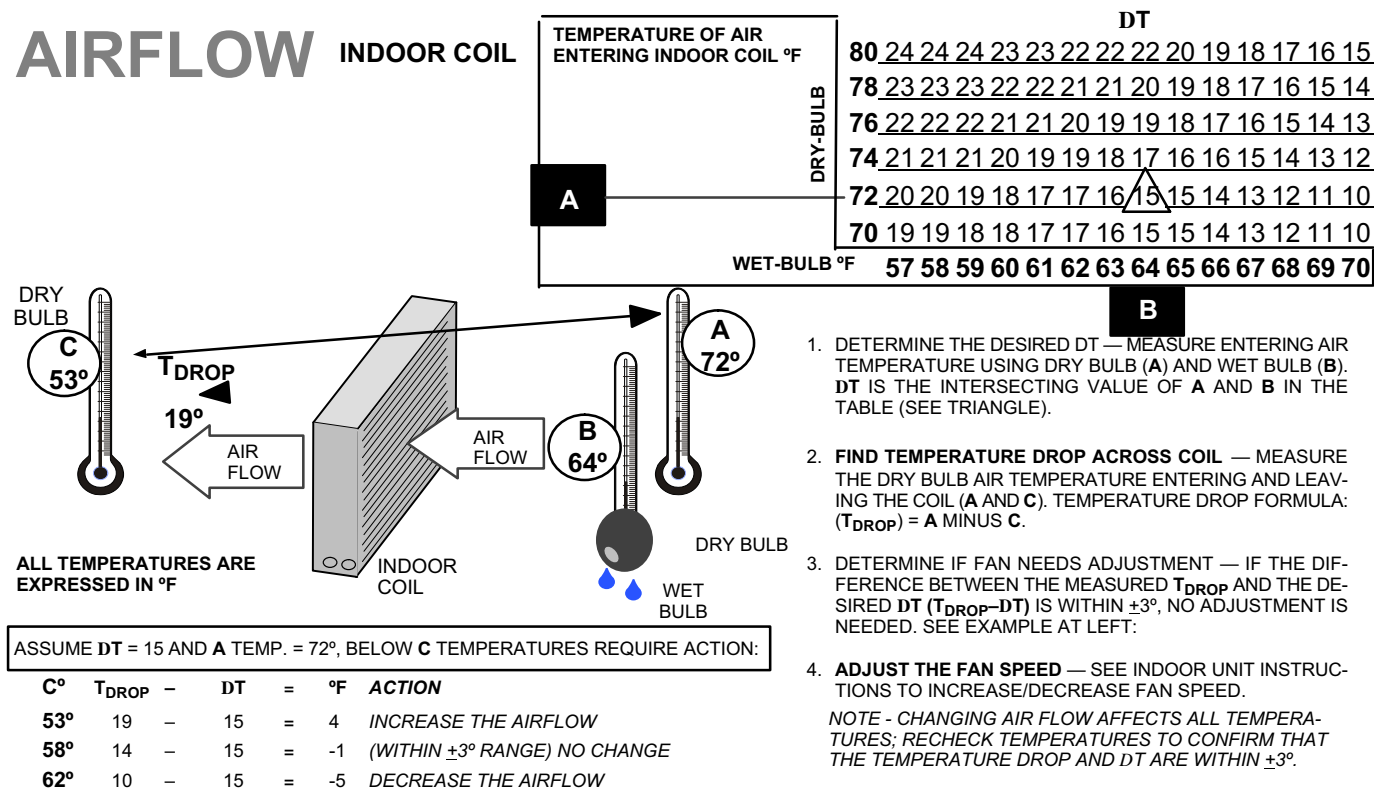 AIRFLOW INDOOR COIL
TEMPERATURE OF AIR
ENTERING INDOOR COIL ºF
DRY-BULB
DT
80 24 24 24 23 23 22 22 22 20 19 18 17 16 15
78 23 23 23 22 22 21 21 20 19 18 17 16 15 14
76 22 22 22 21 21 20 19 19 18 17 16 15 14 13
74 21 21 21 20 19 19 18 17 16 16 15 14 13 12
A
72 20 20 19 18 17 17 16 15 15 14 13 12 11 10
70 19 19 18 18 17 17 16 15 15 14 13 12 11 10
WET-BULB ºF 57 58 59 60 61 62 63 64 65 66 67 68 69 70
B
DRY
BULB
C
53º
TDROP
19º
AIR
FLOW
AIR
FLOW
B
64º
A
72º
DRY BULB
WET
BULB
INDOOR
COIL
ALL TEMPERATURES ARE
EXPRESSED IN ºF
ASSUME DT = 15 AND A TEMP. = 72º, BELOW C TEMPERATURES REQUIRE ACTION:
Cº TDROP – DT = ºF ACTION
53º 19 – 15 = 4 INCREASE THE AIRFLOW
58º 14 – 15 = -1 (WITHIN +3º RANGE) NO CHANGE
62º 10 – 15 = -5 DECREASE THE AIRFLOW
1. DETERMINE THE DESIRED DT — MEASURE ENTERING AIR
TEMPERATURE USING DRY BULB (A) AND WET BULB (B).
DT IS THE INTERSECTING VALUE OF A AND B IN THE
TABLE (SEE TRIANGLE).
2. FIND TEMPERATURE DROP ACROSS COIL — MEASURE
THE DRY BULB AIR TEMPERATURE ENTERING AND LEAV-
ING THE COIL (A AND C). TEMPERATURE DROP FORMULA:
(TDROP) = A MINUS C.
3. DETERMINE IF FAN NEEDS ADJUSTMENT — IF THE DIF-
FERENCE BETWEEN THE MEASURED TDROP AND THE DE-
SIRED DT (TDROP–DT) IS WITHIN +3º, NO ADJUSTMENT IS
NEEDED. SEE EXAMPLE AT LEFT:
4. ADJUST THE FAN SPEED — SEE INDOOR UNIT INSTRUC-
TIONS TO INCREASE/DECREASE FAN SPEED.
NOTE - CHANGING AIR FLOW AFFECTS ALL TEMPERA-
TURES; RECHECK TEMPERATURES TO CONFIRM THAT
THE TEMPERATURE DROP AND DT ARE WITHIN +3º.